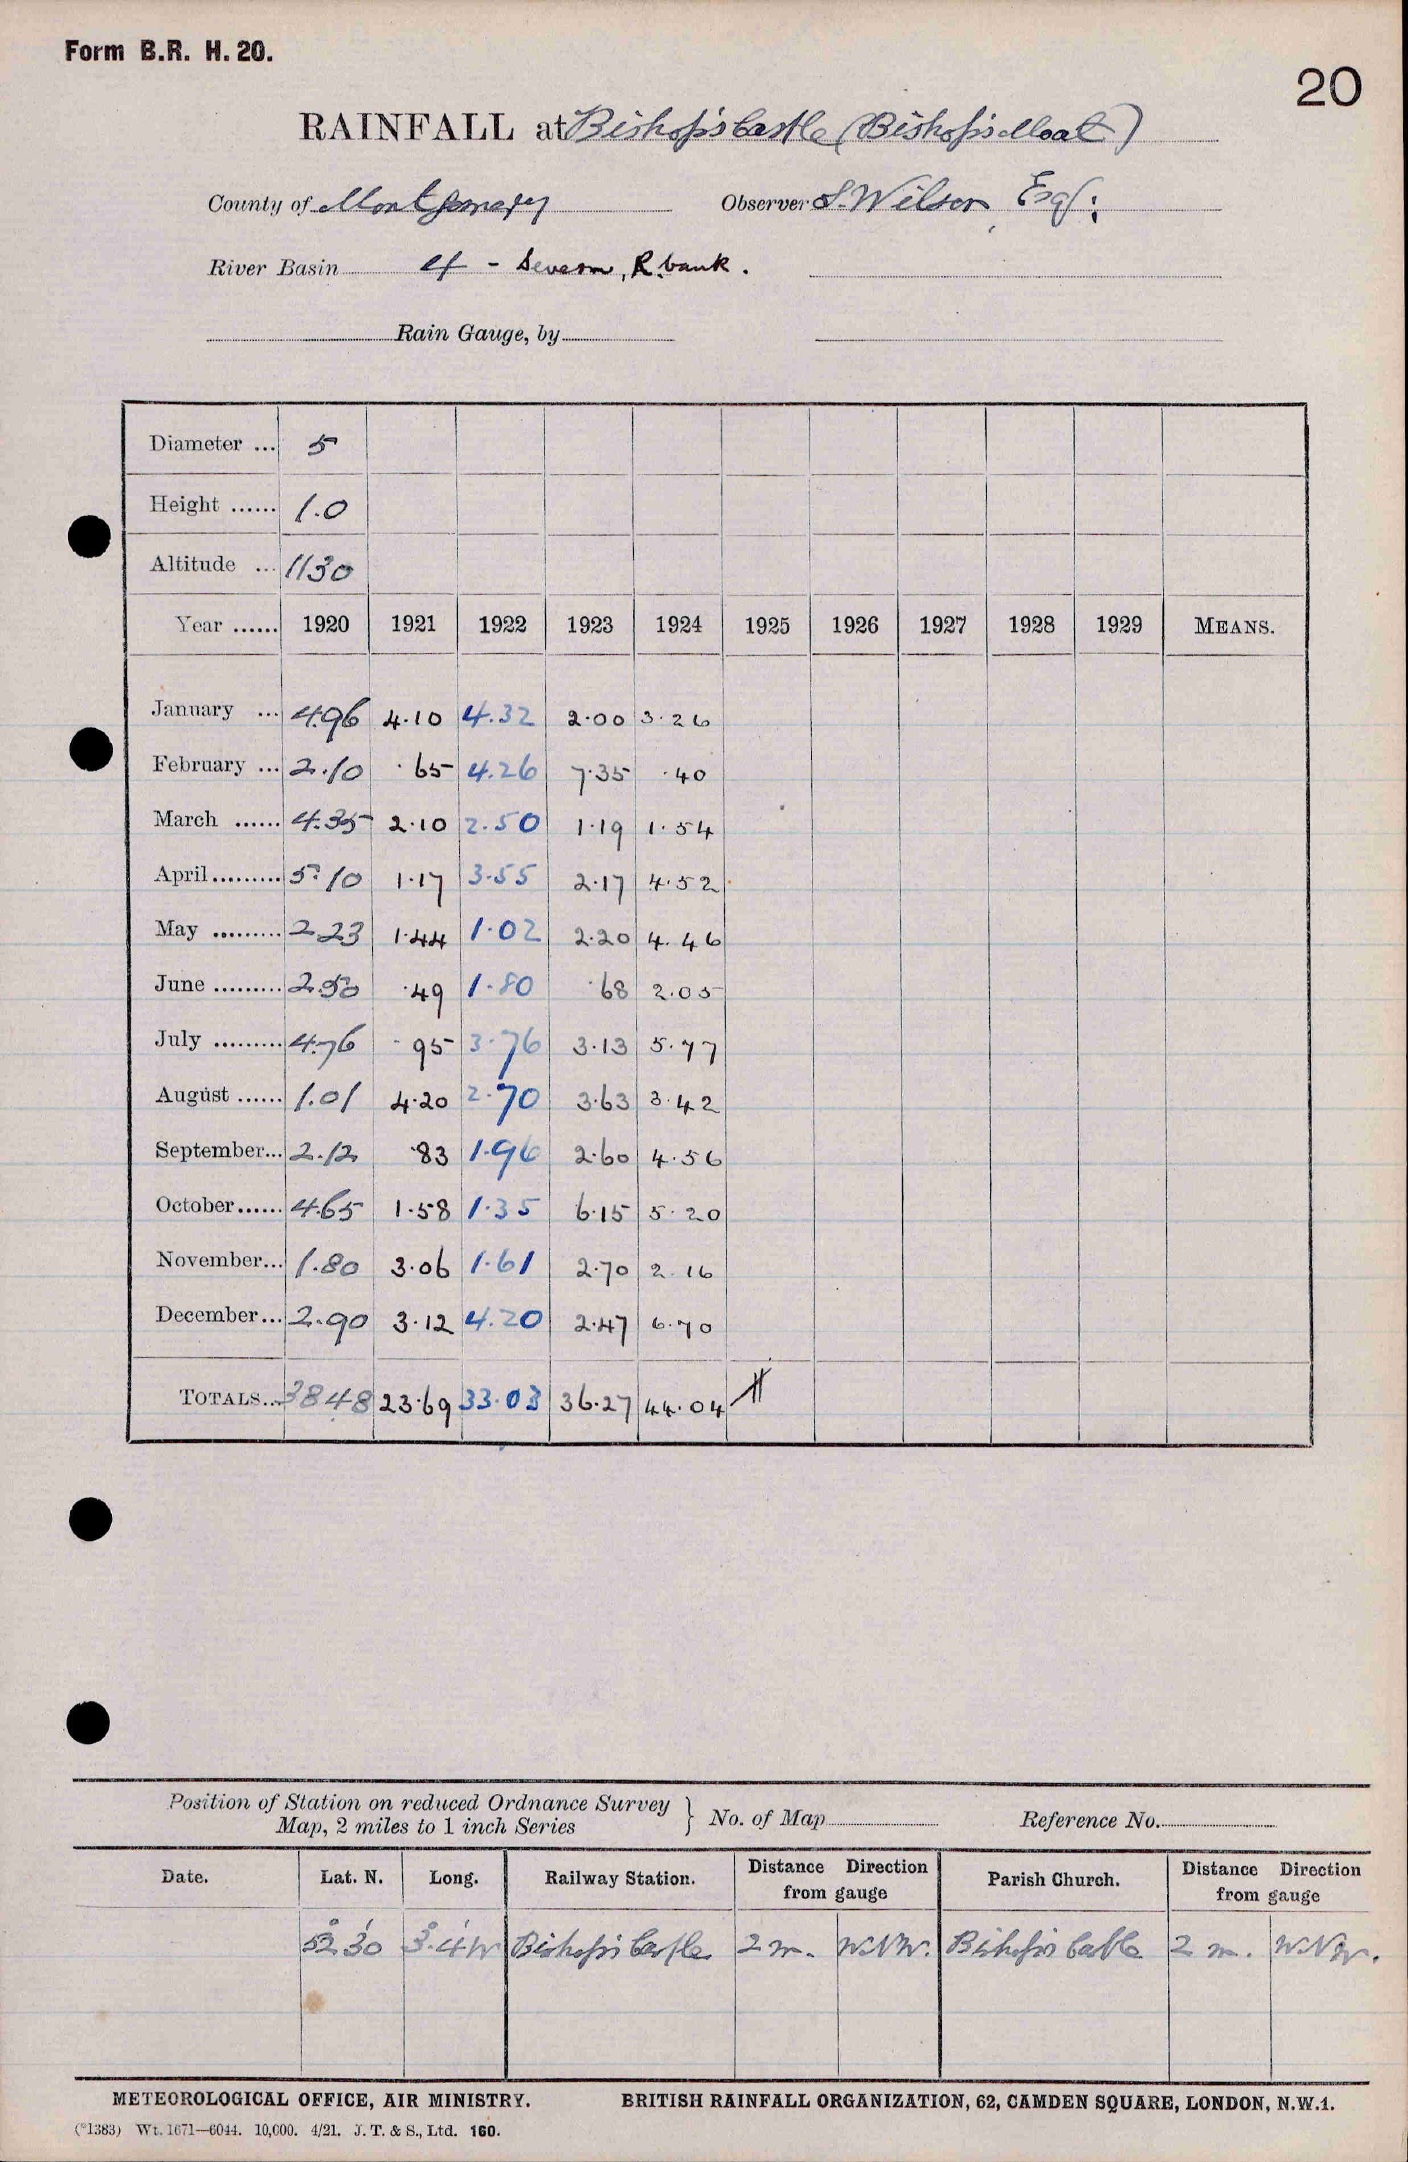 Form B.R. H. 20.
20
RAINFALL at Bishop's Castle (Bishop's Moat)
County of Montgomery Observer S. Wilson, Esq:
River Basin 4 - Severn, R. bank.
Rain Gauge, by
Diameter ... 5
Height ...... 1.0
Altitude ... 1130
Year ...... 1920 1921 1922 1923 1924 1925 1926 1927 1928 1929 MEANS.
January ... 4.96 4.10 4.32 2.00 3.26
February ... 2.10 .65 4.26 7.35 .40
March ...... 4.35 2.10 2.50 1.19 1.54
April ......... 5.10 1.17 3.55 2.17 4.52
May ......... 2.23 1.44 1.02 2.20 4.46
June ......... 2.50 .49 1.80 .68 2.05
July ......... 4.76 .95 3.76 3.13 5.77
August ...... 1.01 4.20 2.70 3.63 3.42
September... 2.12 .83 1.96 2.60 4.56
October...... 4.65 1.58 1.35 6.15 5.20
November... 1.80 3.06 1.61 2.70 2.16
December... 2.90 3.12 4.20 2.47 6.70
TOTALS... 38.48 23.69 33.03 36.27 44.04
Position of Station on reduced Ordnance Survey
Map, 2 miles to 1 inch Series } No. of Map Reference No.
Date. Lat. N. Long. Railway Station. Distance Direction from gauge Parish Church. Distance Direction from gauge
52° 30' 3° 4' W Bishop's Castle 2 m. W.N.W. Bishop's Castle 2 m. W.N.W.
METEOROLOGICAL OFFICE, AIR MINISTRY. BRITISH RAINFALL ORGANIZATION, 62, CAMDEN SQUARE, LONDON, N.W.1.
(*1383) Wt. 1671—6044. 10,000. 4/21. J. T. & S., Ltd. 160.